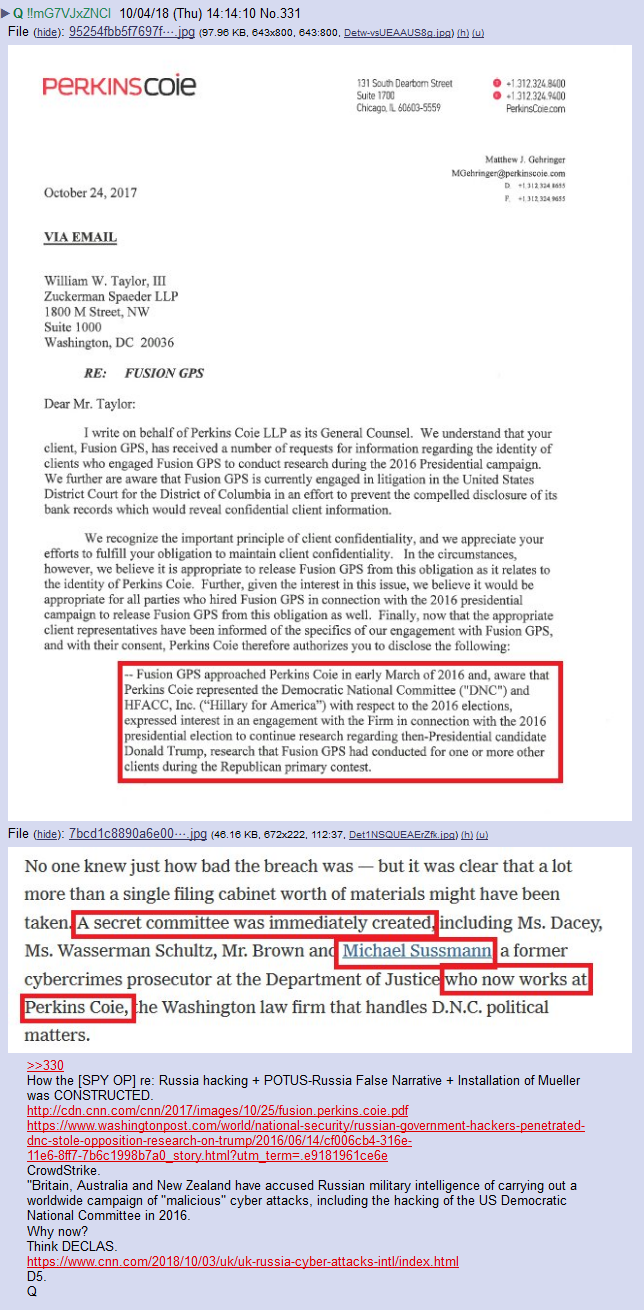 Q !!mG7VJxZNCI 10/04/18 (Thu) 14:14:10 No.331
File (hide): 95254fbb5f7697f⋯.jpg (97.96 KB, 643x800, 643:800, Detw-vsUEAAUS8g.jpg) (h) (u)
PERKINSCOIE
131 South Dearborn Street
Suite 1700
Chicago, IL 60603-5559
+1.312.324.8400
+1.312.324.9400
PerkinsCoie.com
Matthew J. Gehringer
MGehringer@perkinscoie.com
D. +1.312.324.8655
F. +1.312.324.9655
October 24, 2017
VIA EMAIL
William W. Taylor, III
Zuckerman Spaeder LLP
1800 M Street, NW
Suite 1000
Washington, DC 20036
RE: FUSION GPS
Dear Mr. Taylor:
I write on behalf of Perkins Coie LLP as its General Counsel. We understand that your
client, Fusion GPS, has received a number of requests for information regarding the identity of
clients who engaged Fusion GPS to conduct research during the 2016 Presidential campaign.
We further are aware that Fusion GPS is currently engaged in litigation in the United States
District Court for the District of Columbia in an effort to prevent the compelled disclosure of its
bank records which would reveal confidential client information.
We recognize the important principle of client confidentiality, and we appreciate your
efforts to fulfill your obligation to maintain client confidentiality. In the circumstances,
however, we believe it is appropriate to release Fusion GPS from this obligation as it relates to
the identity of Perkins Coie. Further, given the interest in this issue, we believe it would be
appropriate for all parties who hired Fusion GPS in connection with the 2016 presidential
campaign to release Fusion GPS from this obligation as well. Finally, now that the appropriate
client representatives have been informed of the specifics of our engagement with Fusion GPS,
and with their consent, Perkins Coie therefore authorizes you to disclose the following:
-- Fusion GPS approached Perkins Coie in early March of 2016 and, aware that
Perkins Coie represented the Democratic National Committee ("DNC") and
HFACC, Inc. ("Hillary for America") with respect to the 2016 elections,
expressed interest in an engagement with the Firm in connection with the 2016
presidential election to continue research regarding then-Presidential candidate
Donald Trump, research that Fusion GPS had conducted for one or more other
clients during the Republican primary contest.
File (hide): 7bcd1c8890a6e00⋯.jpg (46.16 KB, 672x222, 112:37, Det1NSQUEAErZfk.jpg) (h) (u)
No one knew just how bad the breach was — but it was clear that a lot
more than a single filing cabinet worth of materials might have been
taken. A secret committee was immediately created, including Ms. Dacey,
Ms. Wasserman Schultz, Mr. Brown and Michael Sussmann, a former
cybercrimes prosecutor at the Department of Justice who now works at
Perkins Coie, the Washington law firm that handles D.N.C. political
matters.
>>330
How the [SPY OP] re: Russia hacking + POTUS-Russia False Narrative + Installation of Mueller
was CONSTRUCTED.
http://cdn.cnn.com/cnn/2017/images/10/25/fusion.perkins.coie.pdf
https://www.washingtonpost.com/world/national-security/russian-government-hackers-penetrated-
dnc-stole-opposition-research-on-trump/2016/06/14/cf006cb4-316e-
11e6-8ff7-7b6c1998b7a0_story.html?utm_term=.e9181961ce6e
CrowdStrike.
"Britain, Australia and New Zealand have accused Russian military intelligence of carrying out a
worldwide campaign of "malicious" cyber attacks, including the hacking of the US Democratic
National Committee in 2016.
Why now?
Think DECLAS.
https://www.cnn.com/2018/10/03/uk/uk-russia-cyber-attacks-intl/index.html
D5.
Q